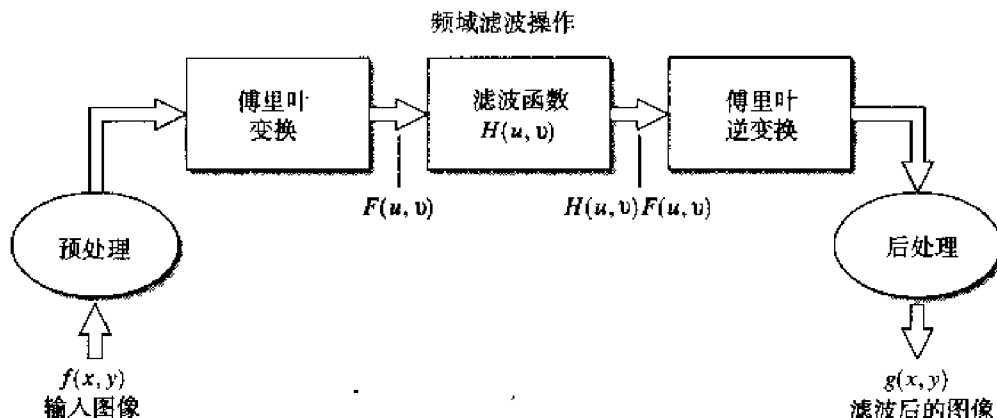 频域滤波操作
傅里叶
变换
滤波函数
H(u,υ)
傅里叶
逆变换
F(u,υ)
H(u,υ)F(u,υ)
预处理
后处理
f(x,y)
输入图像
g(x,y)
滤波后的图像